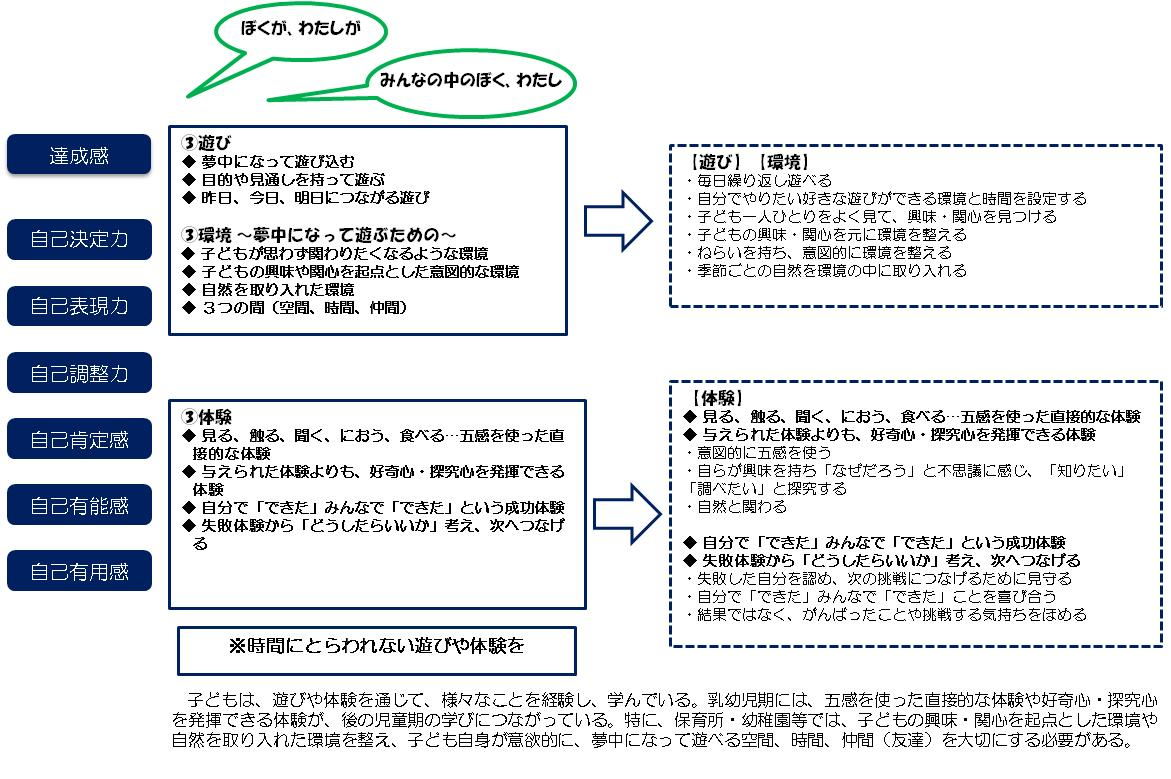 ぼくが、わたしが
みんなの中のぼく、わたし
達成感
自己決定力
自己表現力
自己調整力
自己肯定感
自己有能感
自己有用感
③遊び
◆ 夢中になって遊び込む
◆ 目的や見通しを持って遊ぶ
◆ 昨日、今日、明日につながる遊び
③環境 ~夢中になって遊ぶための~
◆ 子どもが思わず関わりたくなるような環境
◆ 子どもの興味や関心を起点とした意図的な環境
◆ 自然を取り入れた環境
◆ 3つの間(空間、時間、仲間)
【遊び】【環境】
・毎日繰り返し遊べる
・自分でやりたい好きな遊びができる環境と時間を設定する
・子ども一人ひとりをよく見て、興味・関心を見つける
・子どもの興味・関心を元に環境を整える
・ねらいを持ち、意図的に環境を整える
・季節ごとの自然を環境の中に取り入れる
③体験
◆ 見る、触る、聞く、におう、食べる…五感を使った直
接的な体験
◆ 与えられた体験よりも、好奇心・探究心を発揮できる
体験
◆ 自分で「できた」みんなで「できた」という成功体験
◆ 失敗体験から「どうしたらいいか」考え、次へつなげ
る
【体験】
◆ 見る、触る、聞く、におう、食べる…五感を使った直接的な体験
◆ 与えられた体験よりも、好奇心・探究心を発揮できる体験
・意図的に五感を使う
・自らが興味を持ち「なぜだろう」と不思議に感じ、「知りたい」
「調べたい」と探究する
・自然と関わる
◆ 自分で「できた」みんなで「できた」という成功体験
◆ 失敗体験から「どうしたらいいか」考え、次へつなげる
・失敗した自分を認め、次の挑戦につなげるために見守る
・自分で「できた」みんなで「できた」ことを喜び合う
・結果ではなく、がんばったことや挑戦する気持ちをほめる
※時間にとらわれない遊びや体験を
子どもは、遊びや体験を通じて、様々なことを経験し、学んでいる。乳幼児期には、五感を使った直接的な体験や好奇心・探究心
を発揮できる体験が、後の児童期の学びにつながっている。特に、保育所・幼稚園等では、子どもの興味・関心を起点とした環境や
自然を取り入れた環境を整え、子ども自身が意欲的に、夢中になって遊べる空間、時間、仲間(友達)を大切にする必要がある。